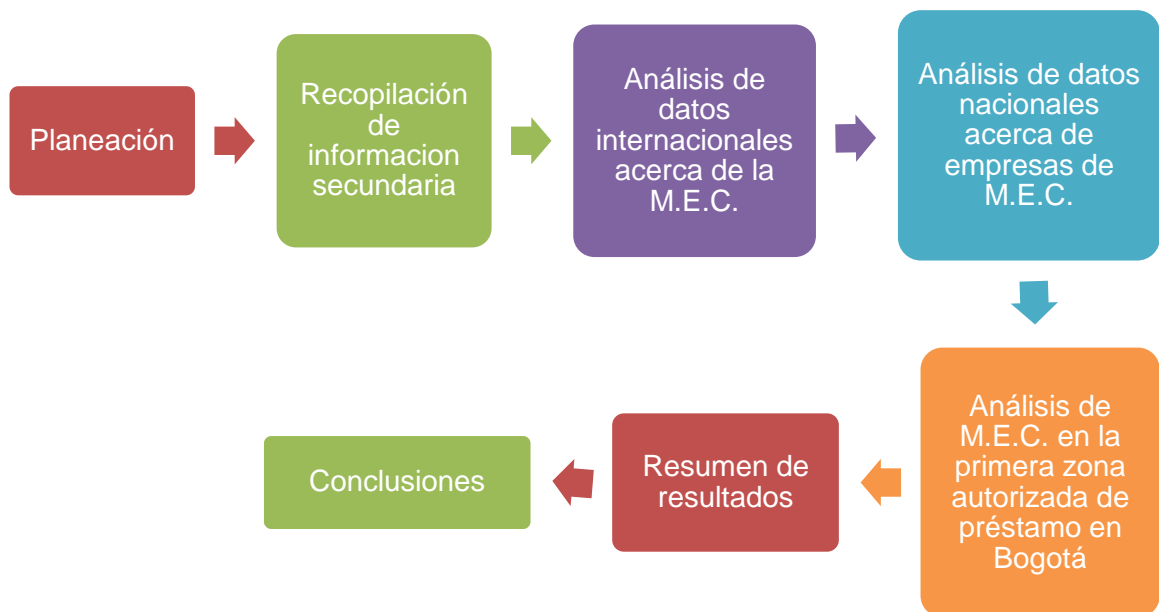 Planeación
Recopilación
de
informacion
secundaria
Análisis de
datos
internacionales
acerca de la
M.E.C.
Análisis de datos
nacionales
acerca de
empresas de
M.E.C.
Análisis de
M.E.C. en la
primera zona
autorizada de
préstamo en
Bogotá
Resumen de
resultados
Conclusiones